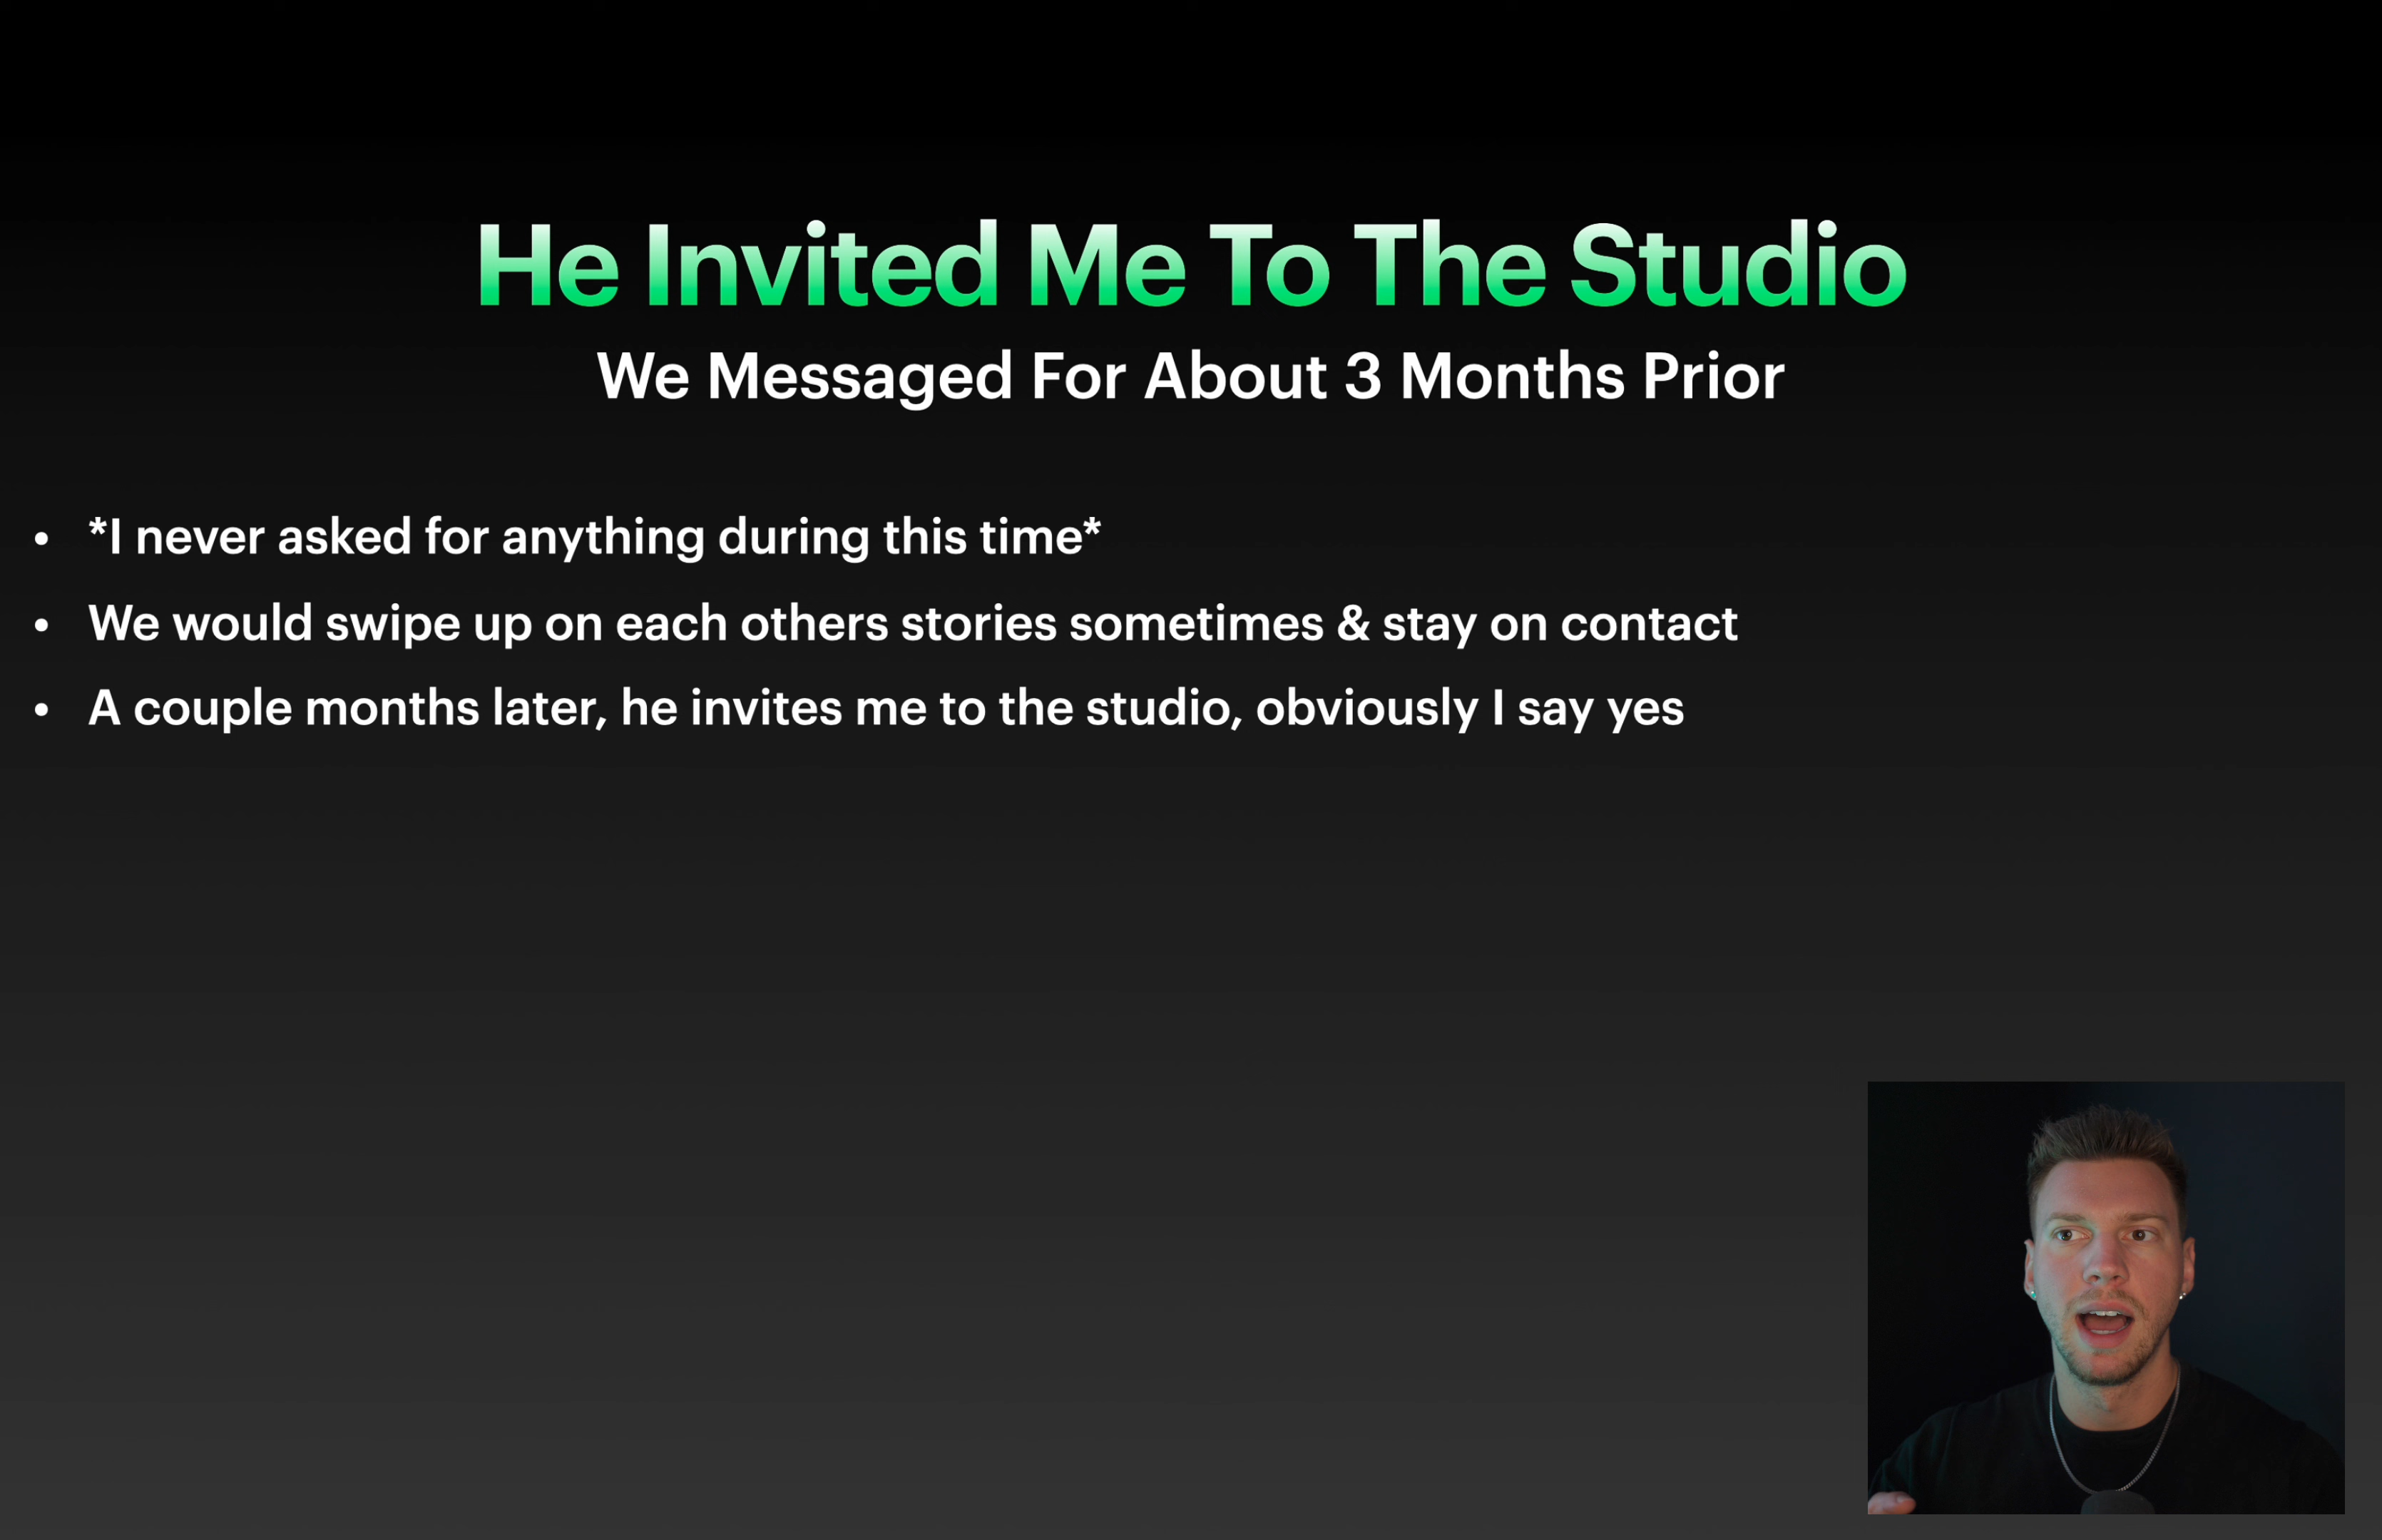 He Invited Me To The Studio
We Messaged For About 3 Months Prior
• *I never asked for anything during this time*
• We would swipe up on each others stories sometimes & stay on contact
• A couple months later, he invites me to the studio, obviously I say yes